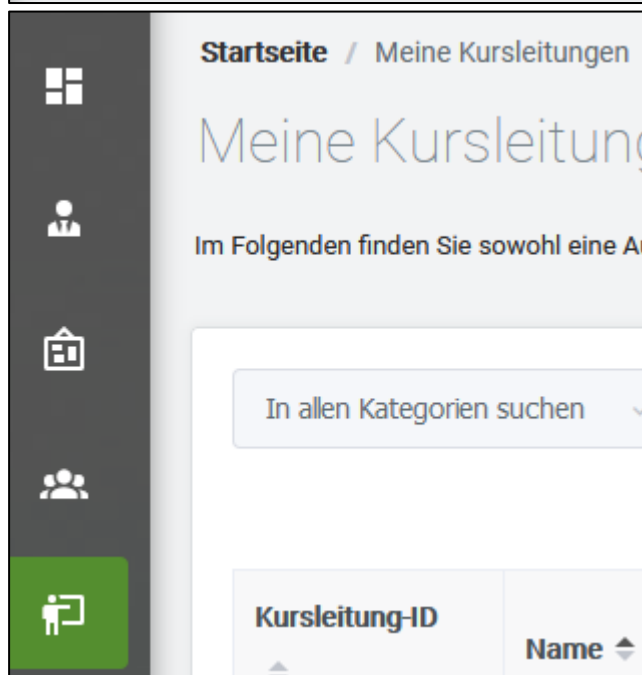 Startseite / Meine Kursleitungen
Meine Kursleitung
Im Folgenden finden Sie sowohl eine
In allen Kategorien suchen
Kursleitung-ID
Name